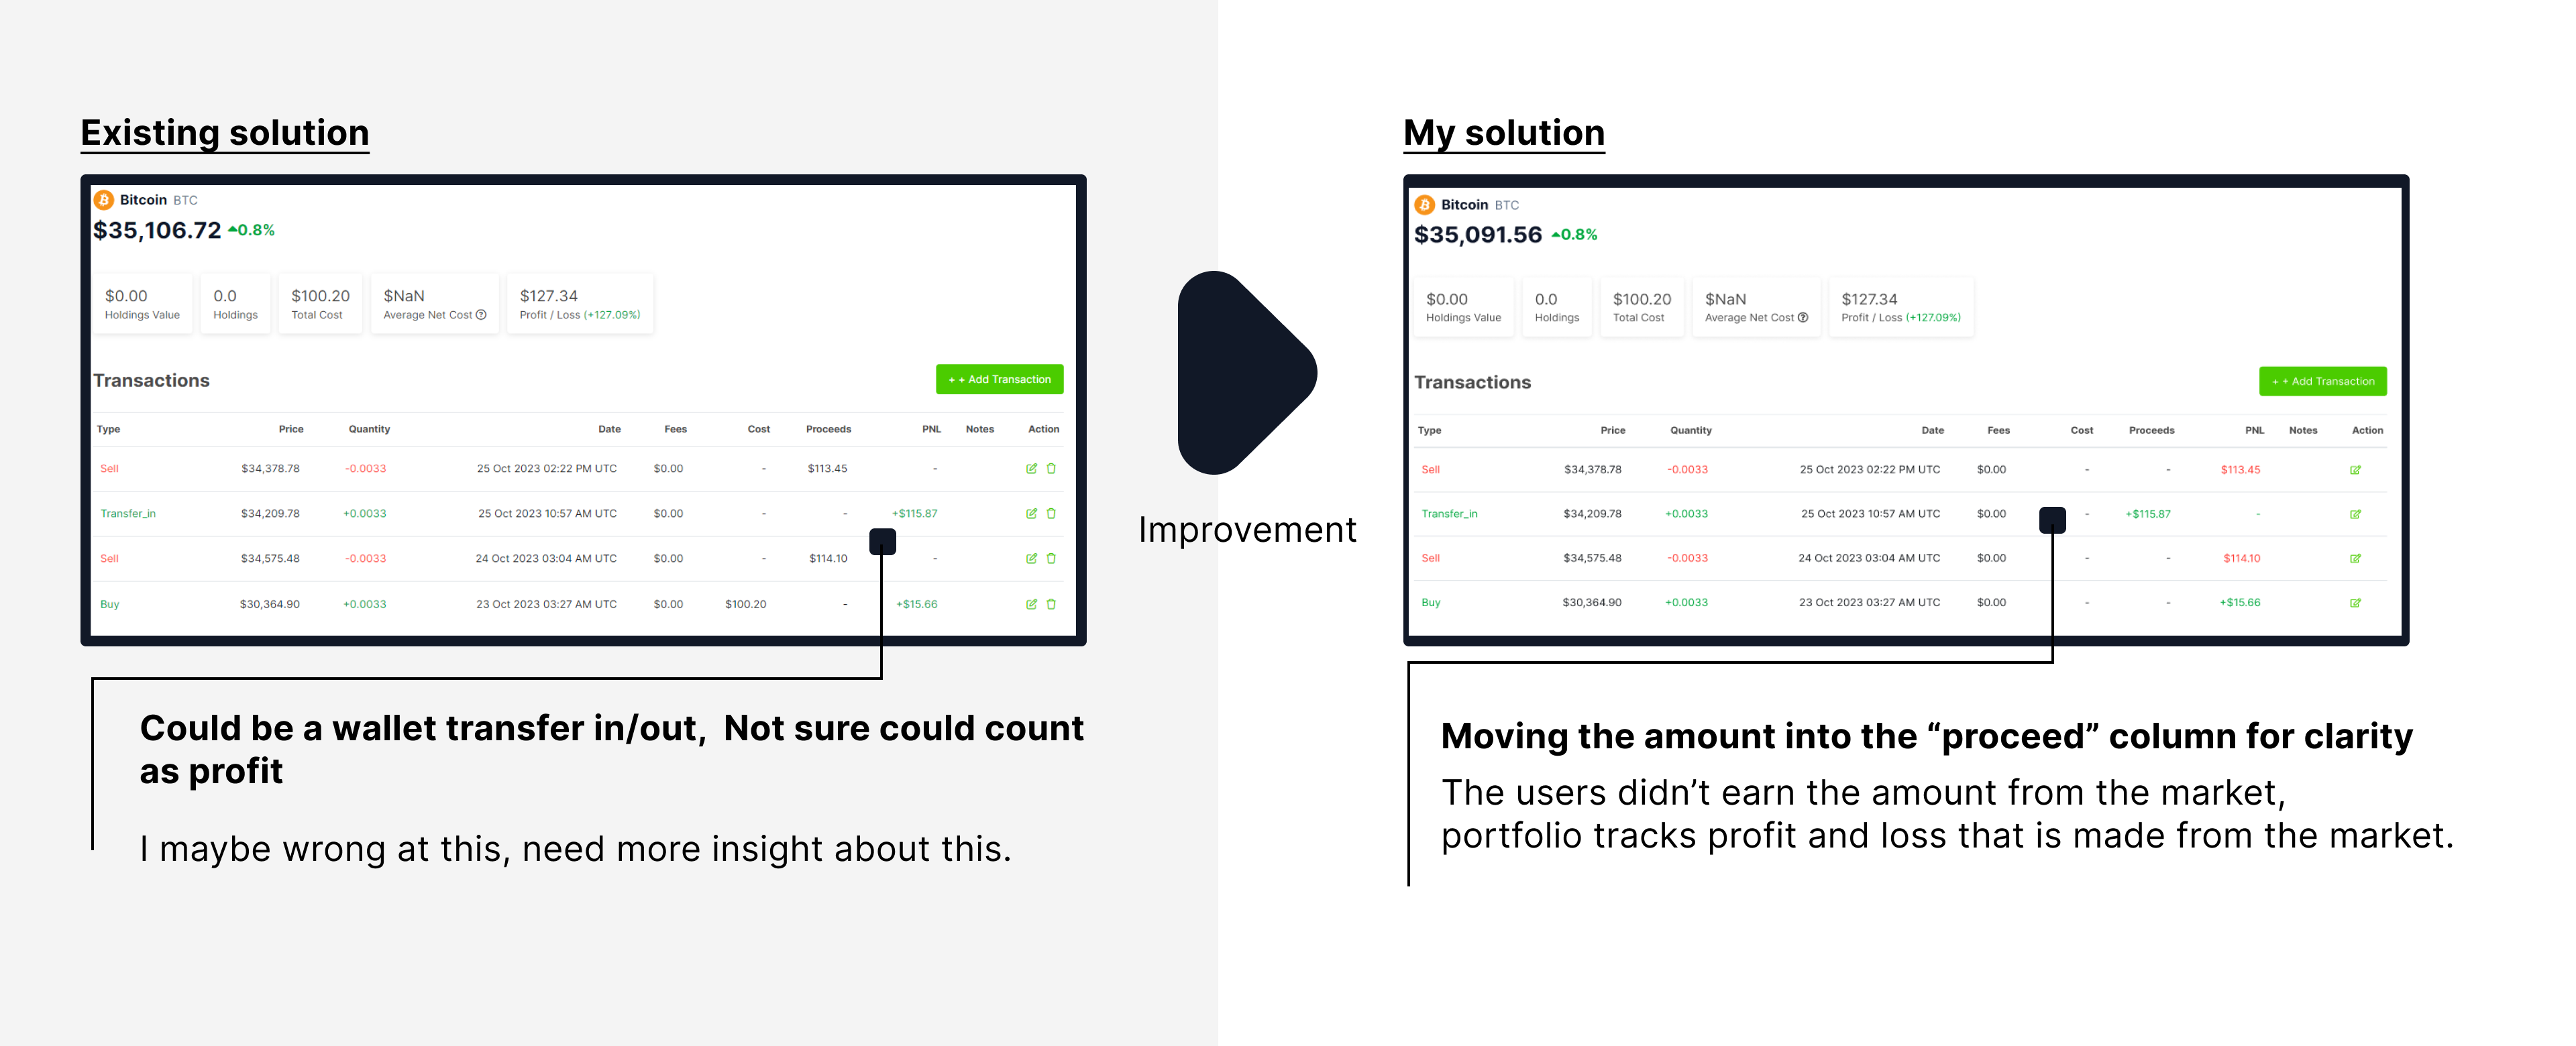 Existing solution
Bitcoin BTC
$35,106.72 0.8%
$0.00 0.0 $100.20 $NaN $127.34
Holdings Value Holdings Total Cost Average Net Cost Profit / Loss (+127.09%)
Transactions + + Add Transaction
Type Price Quantity Date Fees Cost Proceeds PNL Notes Action
Sell $34,378.78 -0.0033 25 Oct 2023 02:22 PM UTC $0.00 - $113.45 -
Transfer_in $34,209.78 +0.0033 25 Oct 2023 10:57 AM UTC $0.00 - - +$115.87
Sell $34,575.48 -0.0033 24 Oct 2023 03:04 AM UTC $0.00 - $114.10 -
Buy $30,364.90 +0.0033 23 Oct 2023 03:27 AM UTC $0.00 $100.20 - +$15.66
Could be a wallet transfer in/out, Not sure could count
as profit
I maybe wrong at this, need more insight about this.
Improvement
My solution
Bitcoin BTC
$35,091.56 0.8%
$0.00 0.0 $100.20 $NaN $127.34
Holdings Value Holdings Total Cost Average Net Cost Profit / Loss (+127.09%)
Transactions + + Add Transaction
Type Price Quantity Date Fees Cost Proceeds PNL Notes Action
Sell $34,378.78 -0.0033 25 Oct 2023 02:22 PM UTC $0.00 - - $113.45
Transfer_in $34,209.78 +0.0033 25 Oct 2023 10:57 AM UTC $0.00 - +$115.87 -
Sell $34,575.48 -0.0033 24 Oct 2023 03:04 AM UTC $0.00 - - $114.10
Buy $30,364.90 +0.0033 23 Oct 2023 03:27 AM UTC $0.00 - - +$15.66
Moving the amount into the “proceed” column for clarity
The users didn’t earn the amount from the market,
portfolio tracks profit and loss that is made from the market.